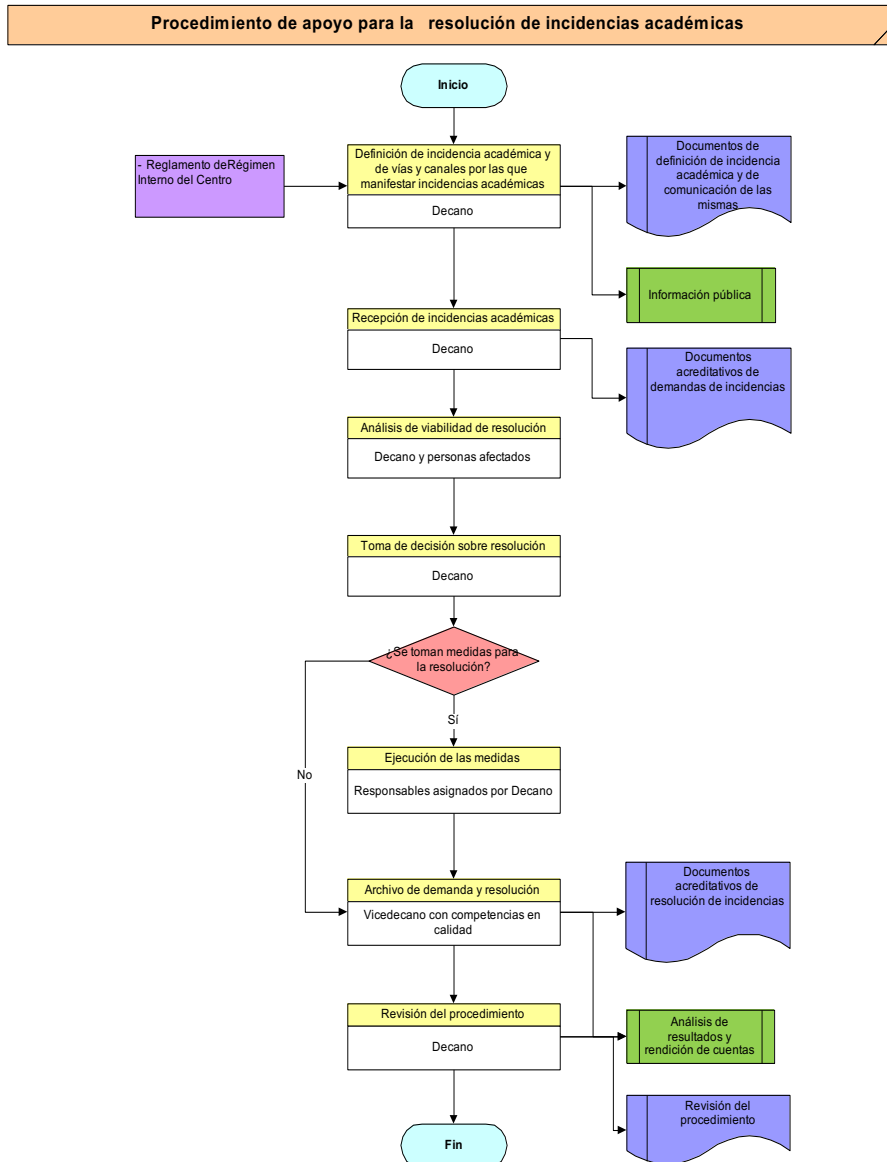 Procedimiento de apoyo para la resolución de incidencias académicas
Inicio
- Reglamento deRégimen
Interno del Centro
Definición de incidencia académica y
de vías y canales por las que
manifestar incidencias académicas
Decano
Documentos de
definición de incidencia
académica y de
comunicación de las
mismas
Información pública
Recepción de incidencias académicas
Decano
Documentos
acreditativos de
demandas de incidencias
Análisis de viabilidad de resolución
Decano y personas afectados
Toma de decisión sobre resolución
Decano
¿Se toman medidas para
la resolución?
Sí
No
Ejecución de las medidas
Responsables asignados por Decano
Archivo de demanda y resolución
Vicedecano con competencias en
calidad
Documentos
acreditativos de
resolución de incidencias
Revisión del procedimiento
Decano
Análisis de
resultados y
rendición de cuentas
Revisión del
procedimiento
Fin